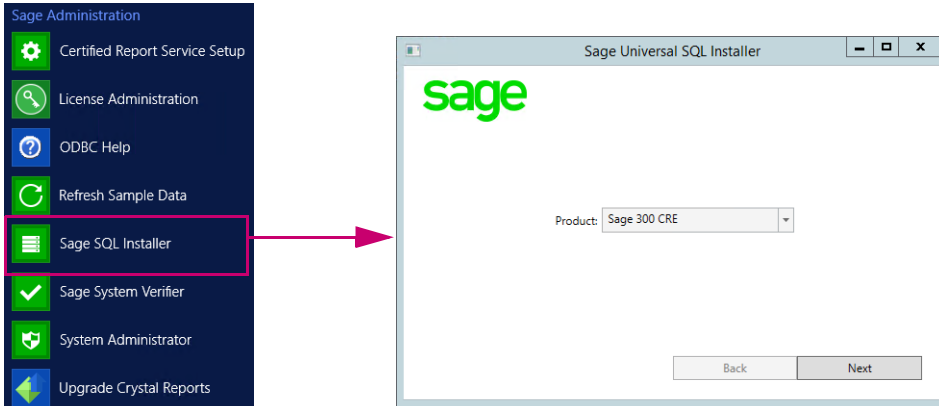 Sage Administration
Certified Report Service Setup
License Administration
ODBC Help
Refresh Sample Data
Sage SQL Installer
Sage System Verifier
System Administrator
Upgrade Crystal Reports
Sage Universal SQL Installer
sage
Product: Sage 300 CRE
Back Next